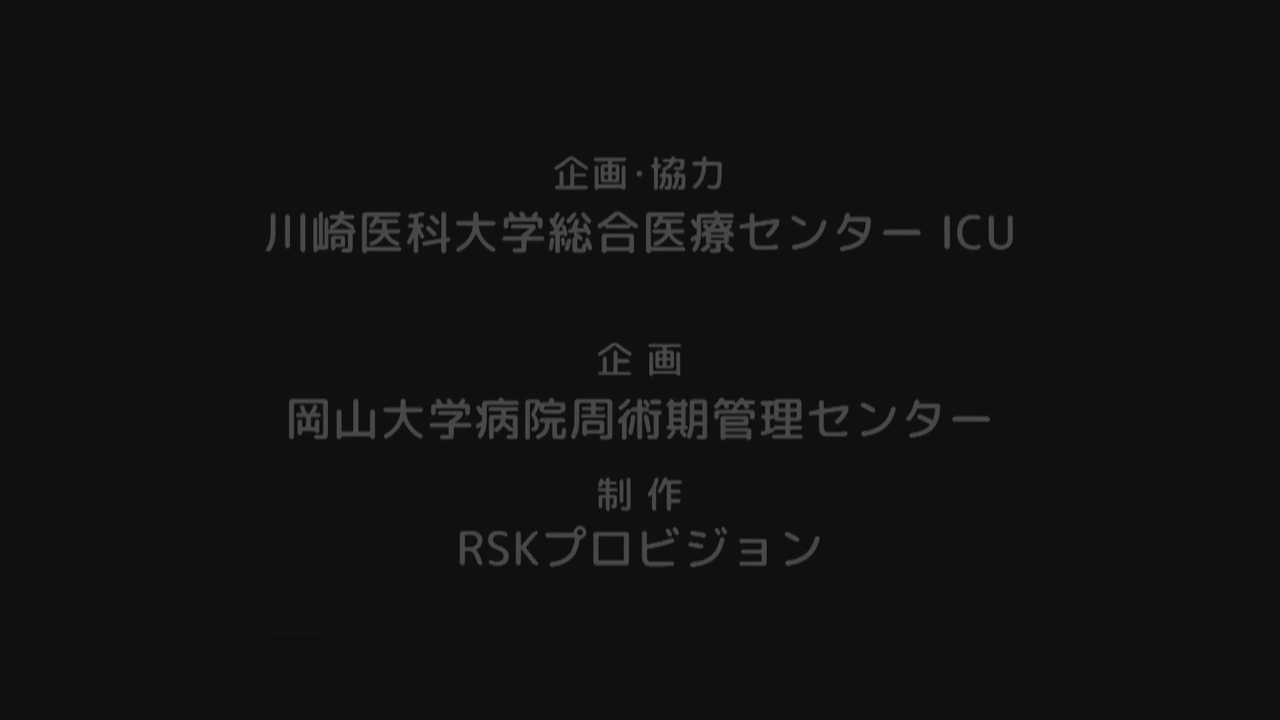 企画・協力
川崎医科大学総合医療センター ICU
企 画
岡山大学病院周術期管理センター
制 作
RSKプロビジョン